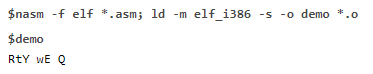 $nasm -f elf *.asm; ld -m elf_i386 -s -o demo *.o
$demo
RtY wE Q